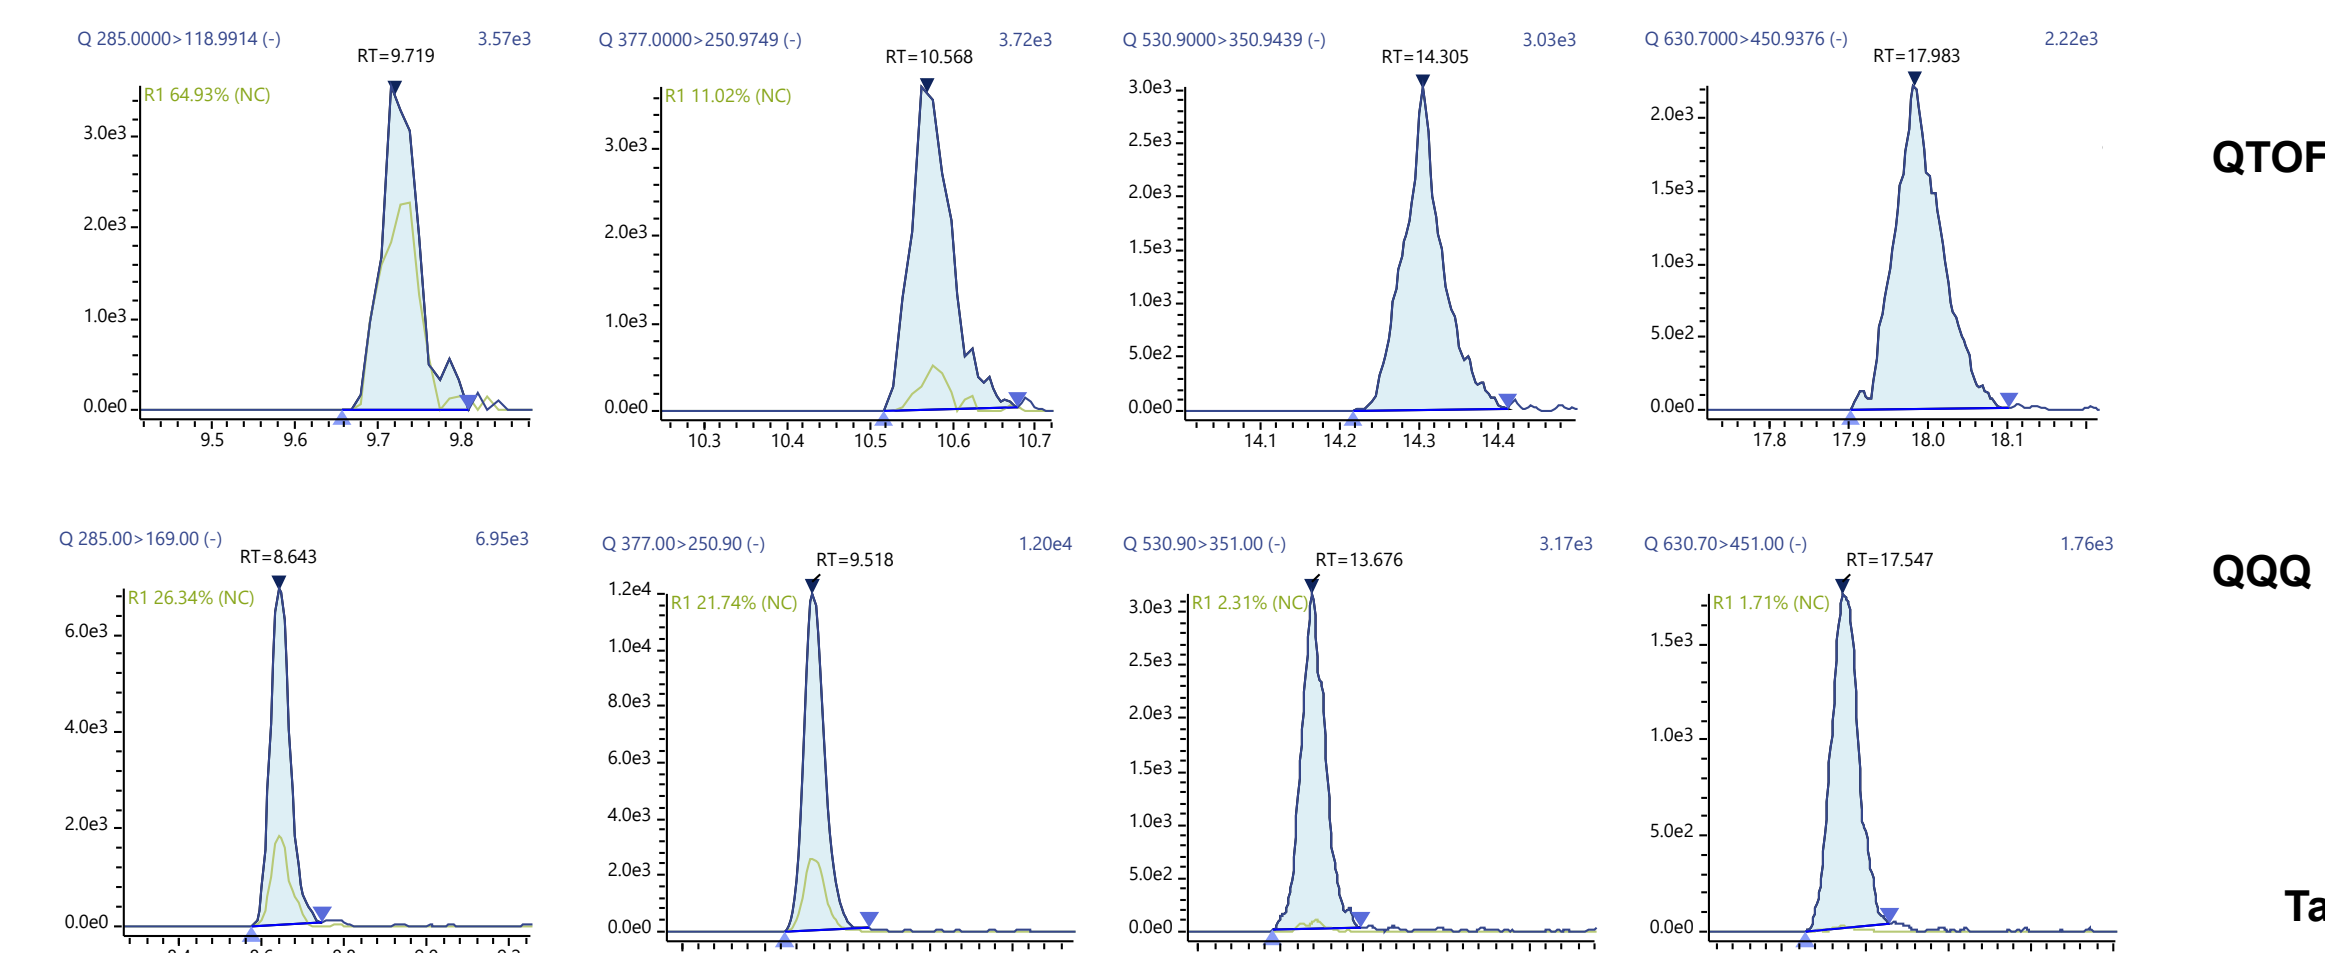 Q 285.0000>118.9914 (-) 3.57e3
RT=9.719
R1 64.93% (NC)
3.0e3
2.0e3
1.0e3
0.0e0
9.5 9.6 9.7 9.8
Q 377.0000>250.9749 (-) 3.72e3
RT=10.568
R1 11.02% (NC)
3.0e3
2.0e3
1.0e3
0.0e0
10.3 10.4 10.5 10.6 10.7
Q 530.9000>350.9439 (-) 3.03e3
RT=14.305
3.0e3
2.5e3
2.0e3
1.5e3
1.0e3
5.0e2
0.0e0
14.1 14.2 14.3 14.4
Q 630.7000>450.9376 (-) 2.22e3
RT=17.983
2.0e3
1.5e3
1.0e3
5.0e2
0.0e0
17.8 17.9 18.0 18.1
QTOF
Q 285.00>169.00 (-) 6.95e3
RT=8.643
R1 26.34% (NC)
6.0e3
4.0e3
2.0e3
0.0e0
Q 377.00>250.90 (-) 1.20e4
RT=9.518
R1 21.74% (NC)
1.2e4
1.0e4
8.0e3
6.0e3
4.0e3
2.0e3
0.0e0
Q 530.90>351.00 (-) 3.17e3
RT=13.676
R1 2.31% (NC)
3.0e3
2.5e3
2.0e3
1.5e3
1.0e3
5.0e2
0.0e0
Q 630.70>451.00 (-) 1.76e3
RT=17.547
R1 1.71% (NC)
1.5e3
1.0e3
5.0e2
0.0e0
QQQ
Ta